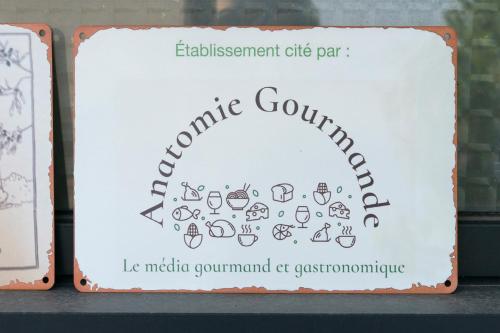 Établissement cité par :
Anatomie Gourmande
Le média gourmand et gastronomique